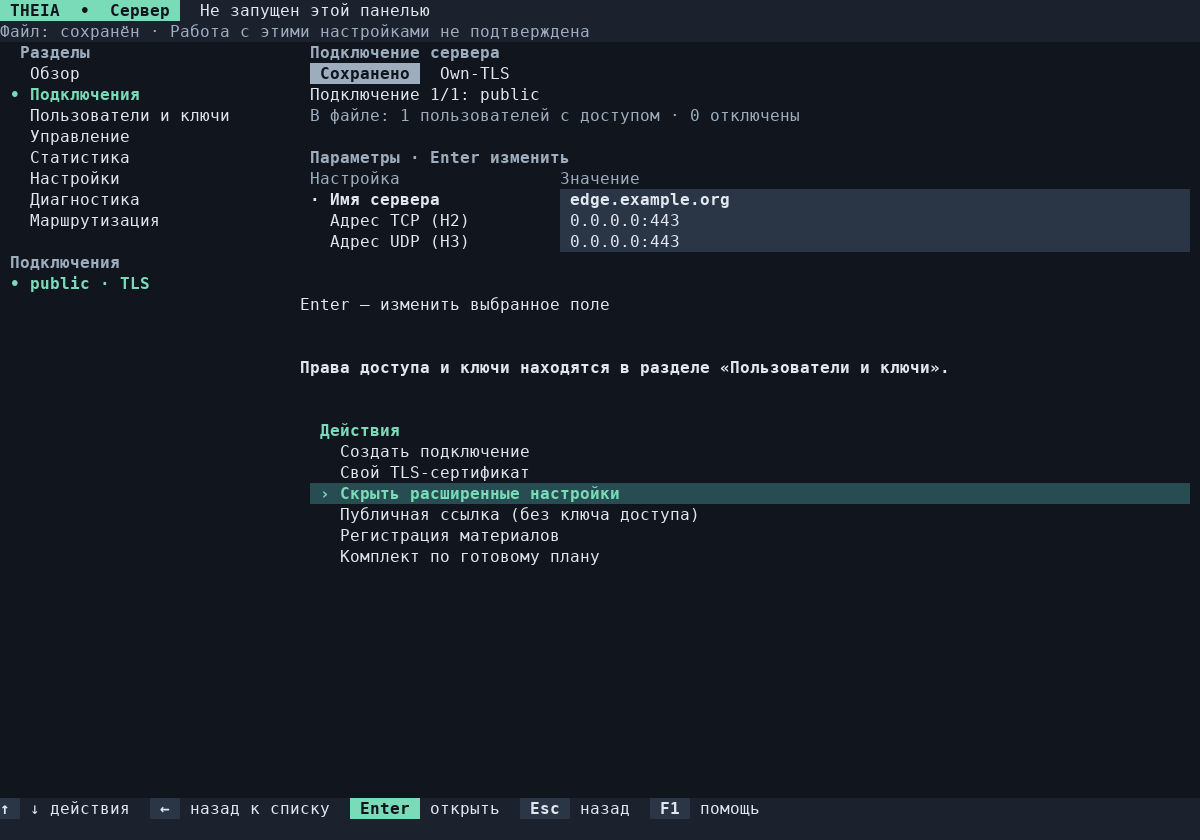 THEIA • Сервер Не запущен этой панелью
Файл: сохранён · Работа с этими настройками не подтверждена
Разделы
Обзор
• Подключения
Пользователи и ключи
Управление
Статистика
Настройки
Диагностика
Маршрутизация
Подключения
• public · TLS
Подключение сервера
Сохранено Own-TLS
Подключение 1/1: public
В файле: 1 пользователей с доступом · 0 отключены
Параметры · Enter изменить
Настройка Значение
· Имя сервера edge.example.org
Адрес TCP (H2) 0.0.0.0:443
Адрес UDP (H3) 0.0.0.0:443
Enter — изменить выбранное поле
Права доступа и ключи находятся в разделе «Пользователи и ключи».
Действия
Создать подключение
Свой TLS-сертификат
› Скрыть расширенные настройки
Публичная ссылка (без ключа доступа)
Регистрация материалов
Комплект по готовому плану
↑ ↓ действия ← назад к списку Enter открыть Esc назад F1 помощь